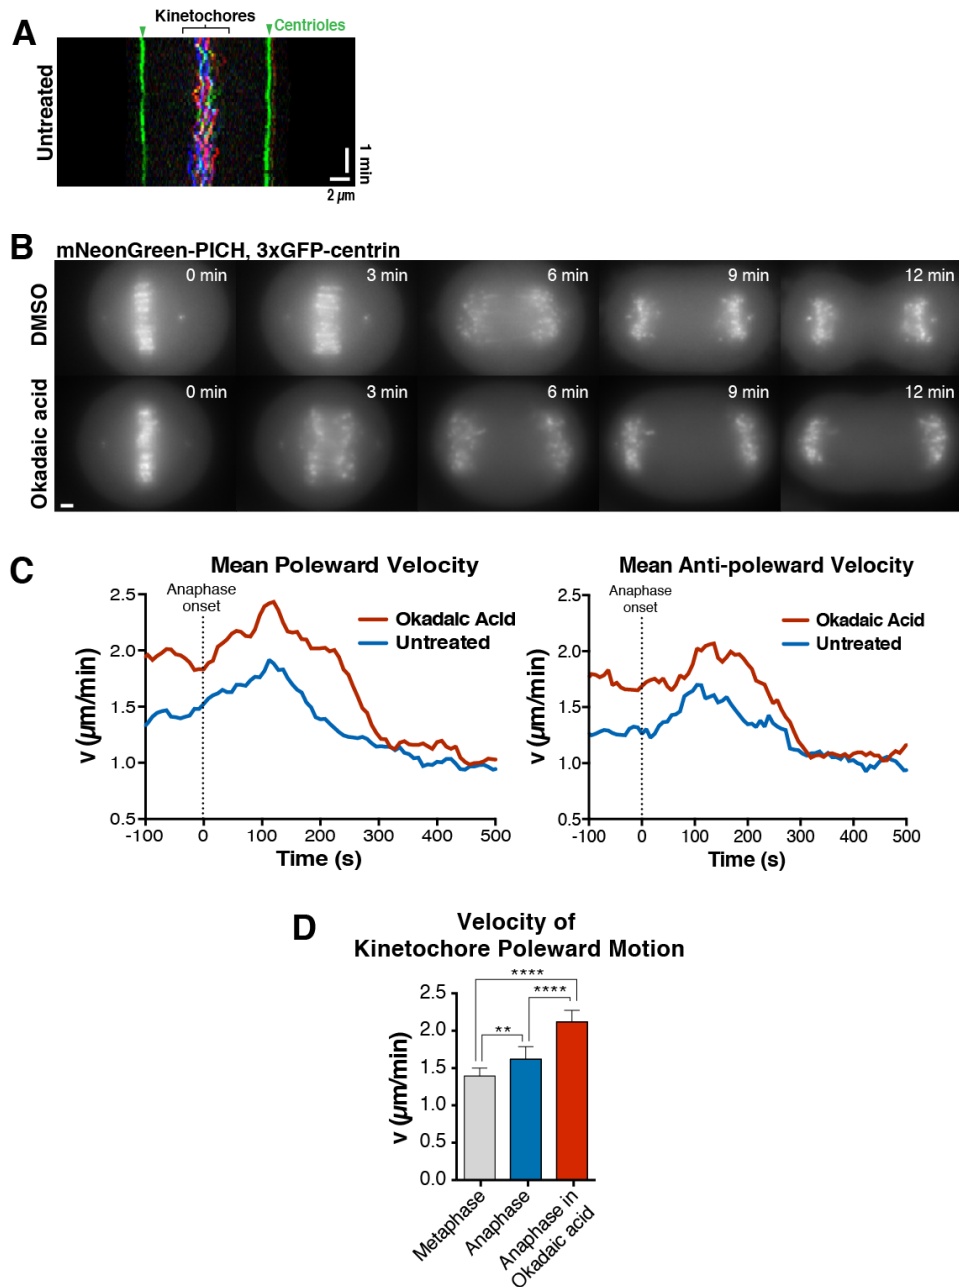 A
Kinetochores
Centrioles
Untreated
1 min
2 µm
B
mNeonGreen-PICH, 3xGFP-centrin
DMSO
0 min
3 min
6 min
9 min
12 min
Okadaic acid
0 min
3 min
6 min
9 min
12 min
C
Mean Poleward Velocity
Anaphase
onset
Okadaic Acid
Untreated
v (µm/min)
2.5
2.0
1.5
1.0
0.5
-100
0
100
200
300
400
500
Time (s)
Mean Anti-poleward Velocity
Anaphase
onset
Okadaic Acid
Untreated
v (µm/min)
2.5
2.0
1.5
1.0
0.5
-100
0
100
200
300
400
500
Time (s)
D
Velocity of
Kinetochore Poleward Motion
****
****
**
v (µm/min)
2.5
2.0
1.5
1.0
0.5
0.0
Metaphase
Anaphase
Anaphase in
Okadaic acid